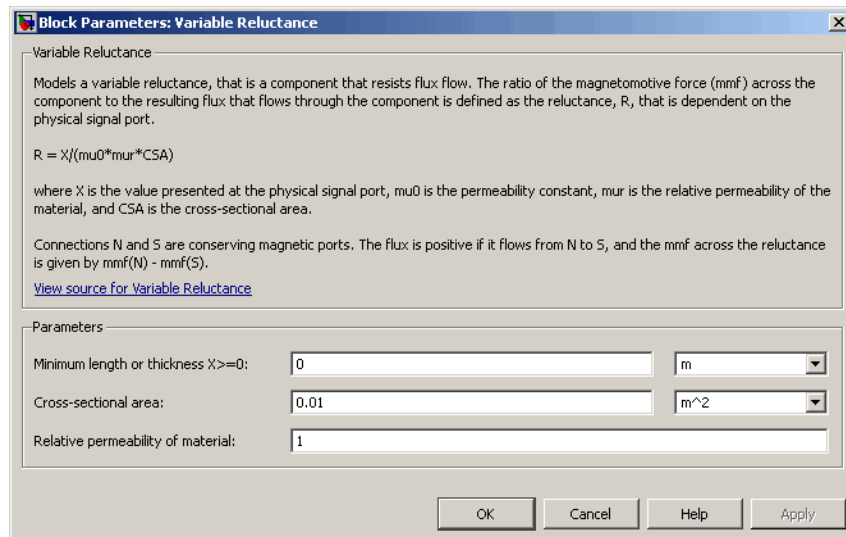 Block Parameters: Variable Reluctance
Variable Reluctance
Models a variable reluctance, that is a component that resists flux flow. The ratio of the magnetomotive force (mmf) across the
component to the resulting flux that flows through the component is defined as the reluctance, R, that is dependent on the
physical signal port.
R = X/(mu0*mur*CSA)
where X is the value presented at the physical signal port, mu0 is the permeability constant, mur is the relative permeability of the
material, and CSA is the cross-sectional area.
Connections N and S are conserving magnetic ports. The flux is positive if it flows from N to S, and the mmf across the reluctance
is given by mmf(N) - mmf(S).
View source for Variable Reluctance
Parameters
Minimum length or thickness X>=0: 0 m
Cross-sectional area: 0.01 m^2
Relative permeability of material: 1
OK Cancel Help Apply